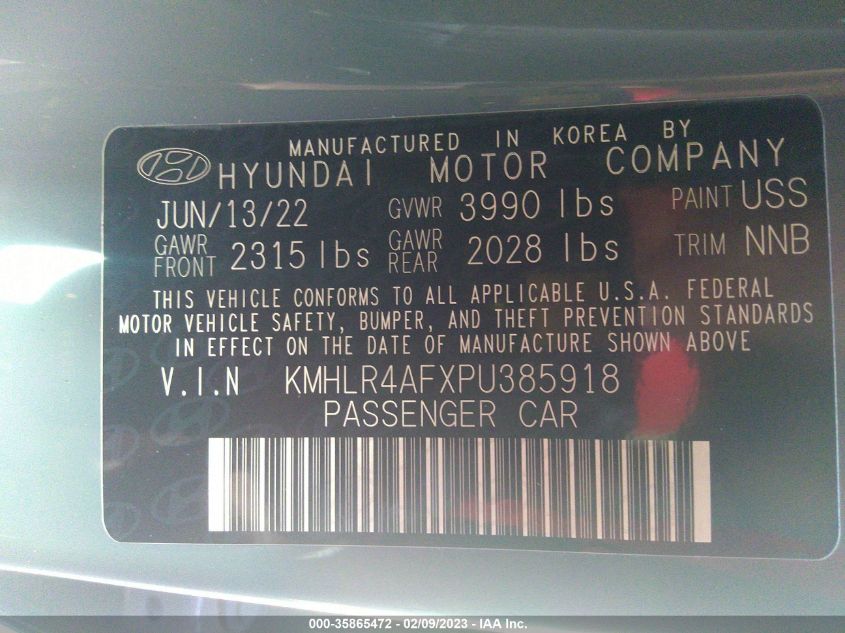 MANUFACTURED IN KOREA BY
HYUNDAI MOTOR COMPANY
JUN/13/22 GVWR 3990 lbs PAINT USS
GAWR FRONT 2315 lbs GAWR REAR 2028 lbs TRIM NNB
THIS VEHICLE CONFORMS TO ALL APPLICABLE U.S.A. FEDERAL
MOTOR VEHICLE SAFETY, BUMPER, AND THEFT PREVENTION STANDARDS
IN EFFECT ON THE DATE OF MANUFACTURE SHOWN ABOVE
V.I.N KMHLR4AFXPU385918
PASSENGER CAR
000-35865472 - 02/09/2023 - IAA Inc.